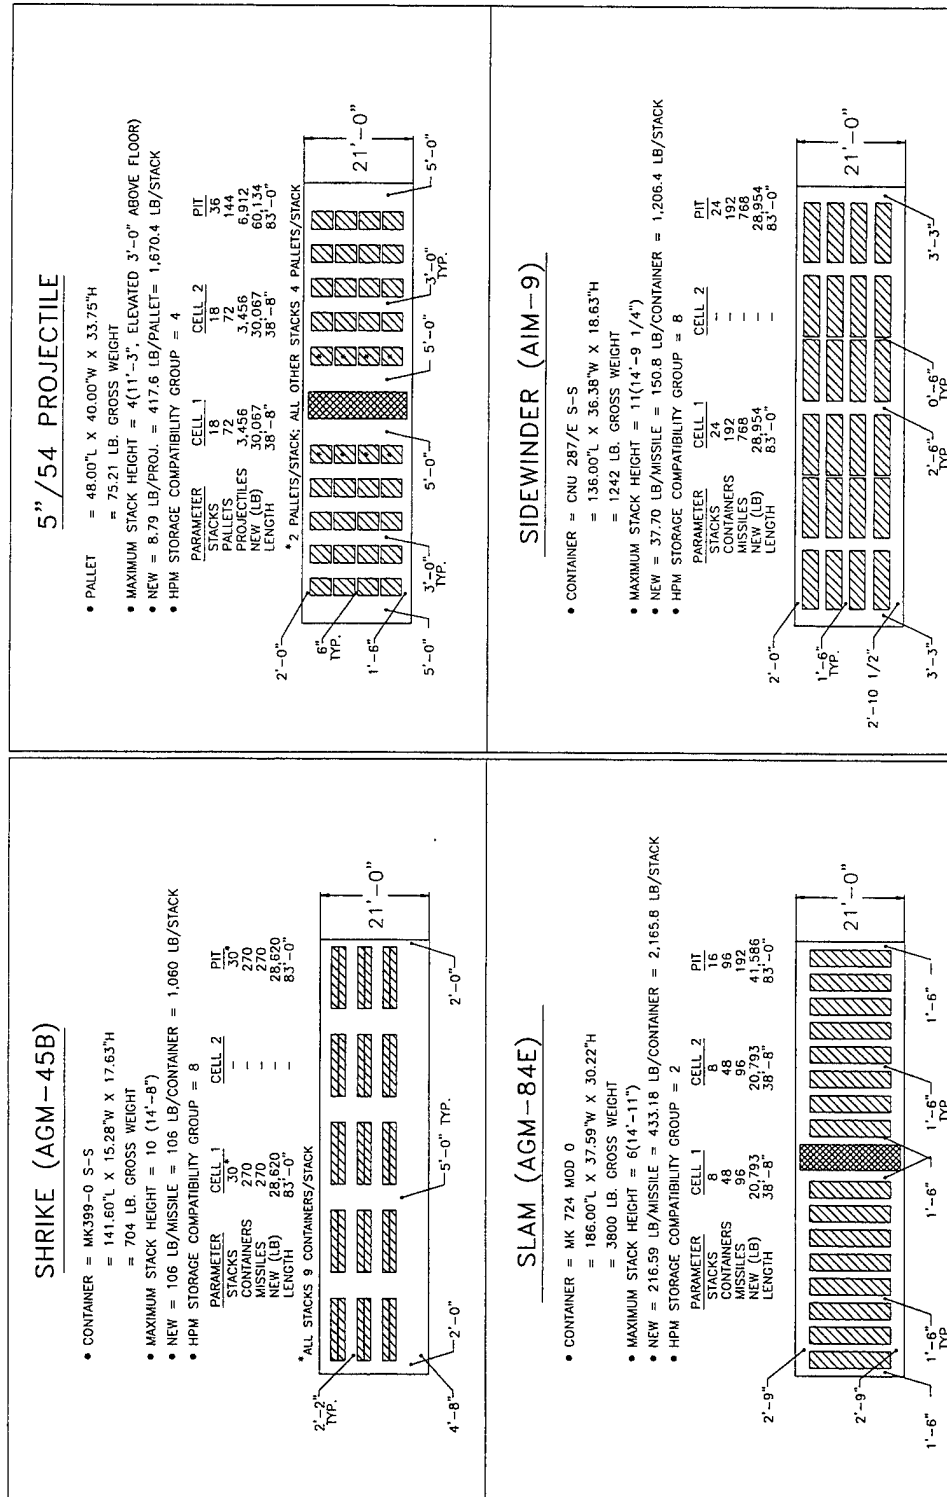 SHRIKE (AGM-45B)
• CONTAINER = MK399-0 S-S
= 141.60"L X 15.28"W X 17.63"H
= 704 LB. GROSS WEIGHT
• MAXIMUM STACK HEIGHT = 10 (14'-8")
• NEW = 106 LB/MISSILE = 106 LB/CONTAINER = 1,060 LB/STACK
• HPM STORAGE COMPATIBILITY GROUP = 8
PARAMETER CELL 1 CELL 2 PIT
STACKS 30* - 30*
CONTAINERS 270 - 270
MISSILES 270 - 270
NEW (LB) 28,620 - 28,620
LENGTH 83'-0" - 83'-0"
*ALL STACKS 9 CONTAINERS/STACK
21'-0"
2'-2"
TYP.
5'-0" TYP.
4'-8"
2'-0"
2'-0"
5"/54 PROJECTILE
• PALLET = 48.00"L X 40.00"W X 33.75"H
= 75.21 LB. GROSS WEIGHT
• MAXIMUM STACK HEIGHT = 4(11'-3", ELEVATED 3'-0" ABOVE FLOOR)
• NEW = 8.79 LB/PROJ. = 417.6 LB/PALLET= 1,670.4 LB/STACK
• HPM STORAGE COMPATIBILITY GROUP = 4
PARAMETER CELL 1 CELL 2 PIT
STACKS 18 18 36
PALLETS 72 72 144
PROJECTILES 3,456 3,456 6,912
NEW (LB) 30,067 30,067 60,134
LENGTH 38'-8" 38'-8" 83'-0"
*2 PALLETS/STACK; ALL OTHER STACKS 4 PALLETS/STACK
21'-0"
2'-0"
6"
TYP.
1'-6"
5'-0"
3'-0"
TYP.
5'-0"
5'-0"
3'-0"
TYP.
5'-0"
SLAM (AGM-84E)
• CONTAINER = MK 724 MOD 0
= 186.00"L X 37.59"W X 30.22"H
= 3800 LB. GROSS WEIGHT
• MAXIMUM STACK HEIGHT = 6(14'-11")
• NEW = 216.59 LB/MISSILE = 433.18 LB/CONTAINER = 2,165.8 LB/STACK
• HPM STORAGE COMPATIBILITY GROUP = 2
PARAMETER CELL 1 CELL 2 PIT
STACKS 8 8 16
CONTAINERS 48 48 96
MISSILES 96 96 192
NEW (LB) 20,793 20,793 41,586
LENGTH 38'-8" 38'-8" 83'-0"
21'-0"
2'-9"
2'-9"
1'-6"
1'-6"
TYP
1'-6"
1'-6"
TYP
1'-6"
SIDEWINDER (AIM-9)
• CONTAINER = CNU 287/E S-S
= 136.00"L X 36.38"W X 18.63"H
= 1242 LB. GROSS WEIGHT
• MAXIMUM STACK HEIGHT = 11(14'-9 1/4")
• NEW = 37.70 LB/MISSILE = 150.8 LB/CONTAINER = 1,206.4 LB/STACK
• HPM STORAGE COMPATIBILITY GROUP = 8
PARAMETER CELL 1 CELL 2 PIT
STACKS 24 - 24
CONTAINERS 192 - 192
MISSILES 768 - 768
NEW (LB) 28,954 - 28,954
LENGTH 83'-0" - 83'-0"
21'-0"
2'-0"
1'-6"
TYP.
2'-10 1/2"
3'-3"
2'-6"
TYP.
0'-6"
TYP
3'-3"